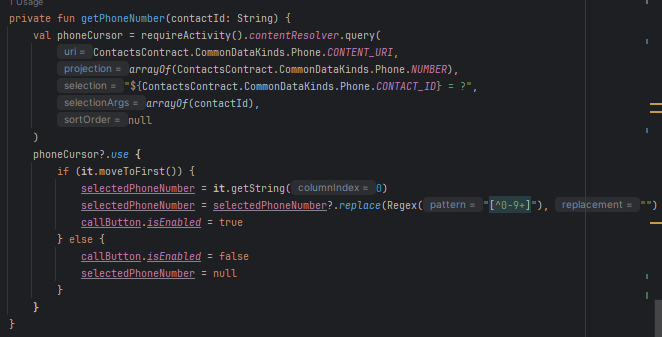 1 Usage
private fun getPhoneNumber(contactId: String) {
val phoneCursor = requireActivity().contentResolver.query(
uri = ContactsContract.CommonDataKinds.Phone.CONTENT_URI,
projection = arrayOf(ContactsContract.CommonDataKinds.Phone.NUMBER),
selection = "${ContactsContract.CommonDataKinds.Phone.CONTACT_ID} = ?",
selectionArgs = arrayOf(contactId),
sortOrder = null
)
phoneCursor?.use {
if (it.moveToFirst()) {
selectedPhoneNumber = it.getString( columnIndex = 0)
selectedPhoneNumber = selectedPhoneNumber?.replace(Regex( pattern = "[^0-9+]"), replacement = "")
callButton.isEnabled = true
} else {
callButton.isEnabled = false
selectedPhoneNumber = null
}
}
}